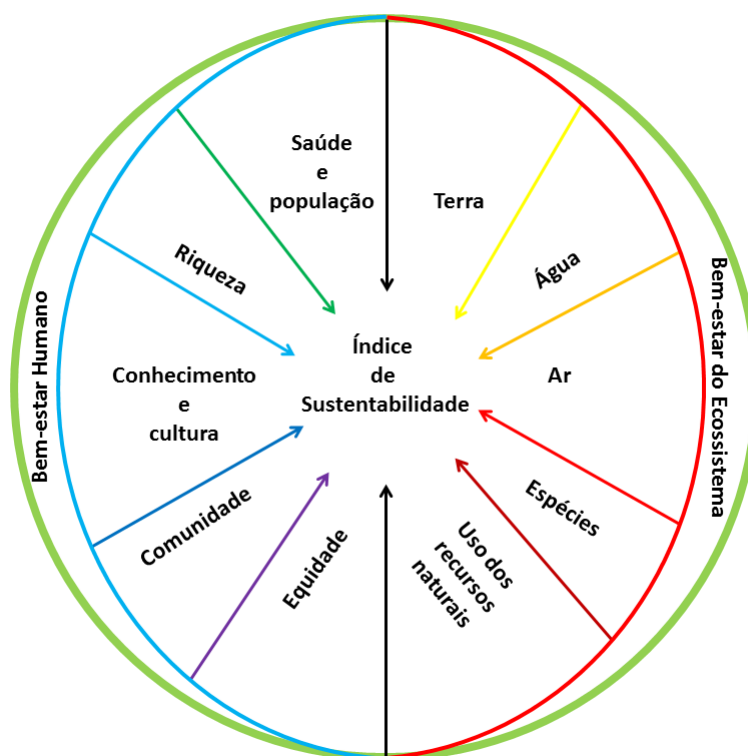 Saúde
e
população
Terra
Riqueza
Água
Bem-estar Humano
Bem-estar do Ecossistema
Índice
de
Sustentabilidade
Conhecimento
e
cultura
Ar
Comunidade
Espécies
Equidade
Uso dos
recursos
naturais